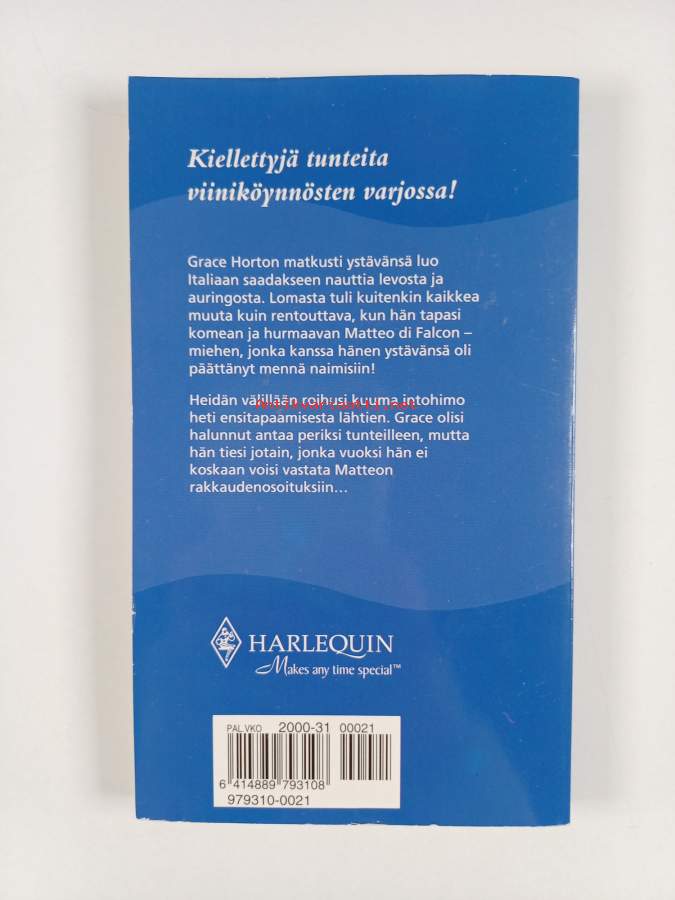 Kiellettyjä tunteita
viiniköynnösten varjossa!
Grace Horton matkusti ystävänsä luo
Italiaan saadakseen nauttia levosta ja
auringosta. Lomasta tuli kuitenkin kaikkea
muuta kuin rentouttava, kun hän tapasi
komean ja hurmaavan Matteo di Falcon –
miehen, jonka kanssa hänen ystävänsä oli
päättänyt mennä naimisiin!
Heidän välillään roihusi kuuma intohimo
heti ensitapaamisesta lähtien. Grace olisi
halunnut antaa periksi tunteilleen, mutta
hän tiesi jotain, jonka vuoksi hän ei
koskaan voisi vastata Matteon
rakkaudenosoituksiin...
HARLEQUIN
Makes any time special™
PAL.VKO 2000-31 00021
6 414889 793108
979310-0021